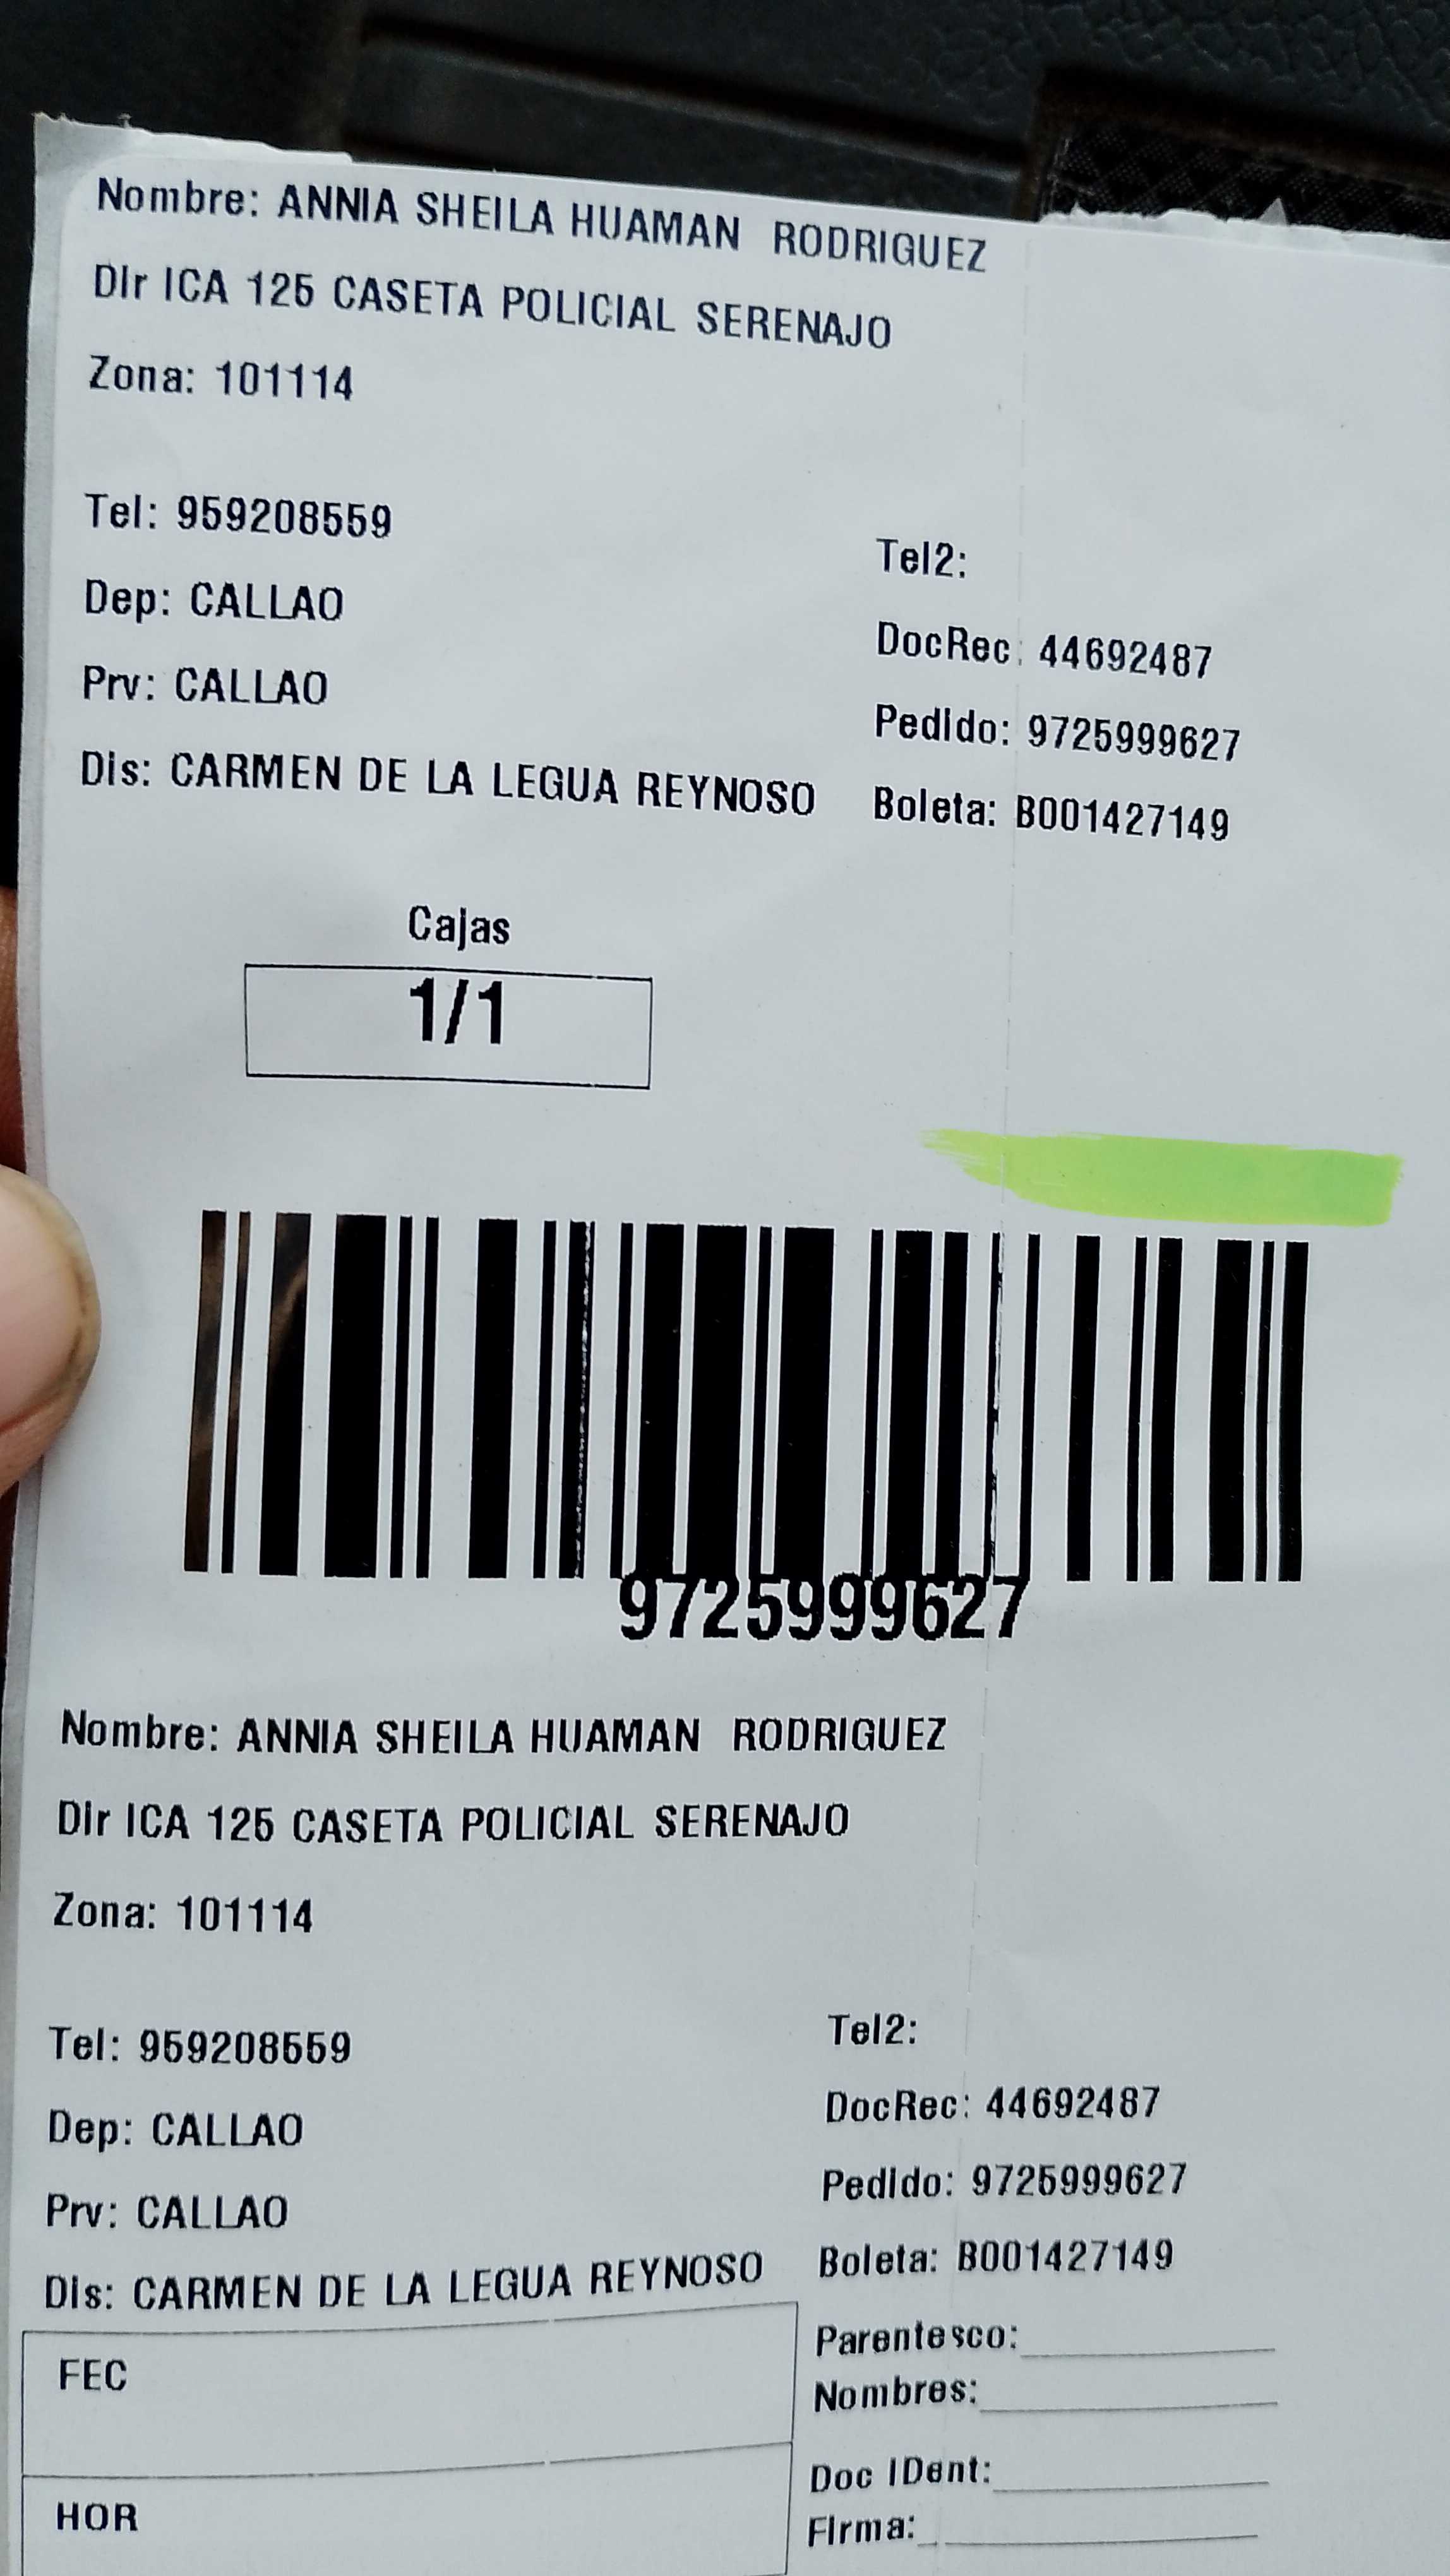 Nombre: ANNIA SHEILA HUAMAN RODRIGUEZ
Dir ICA 125 CASETA POLICIAL SERENAJO
Zona: 101114
Tel: 959208559
Tel2:
Dep: CALLAO
DocRec: 44692487
Prv: CALLAO
Pedido: 9725999627
Dis: CARMEN DE LA LEGUA REYNOSO
Boleta: B001427149
Cajas
1/1
9725999627
Nombre: ANNIA SHEILA HUAMAN RODRIGUEZ
Dir ICA 125 CASETA POLICIAL SERENAJO
Zona: 101114
Tel: 959208559
Tel2:
Dep: CALLAO
DocRec: 44692487
Prv: CALLAO
Pedido: 9725999627
Dis: CARMEN DE LA LEGUA REYNOSO
Boleta: B001427149
FEC
Parentesco:
Nombres:
HOR
Doc IDent:
Firma: